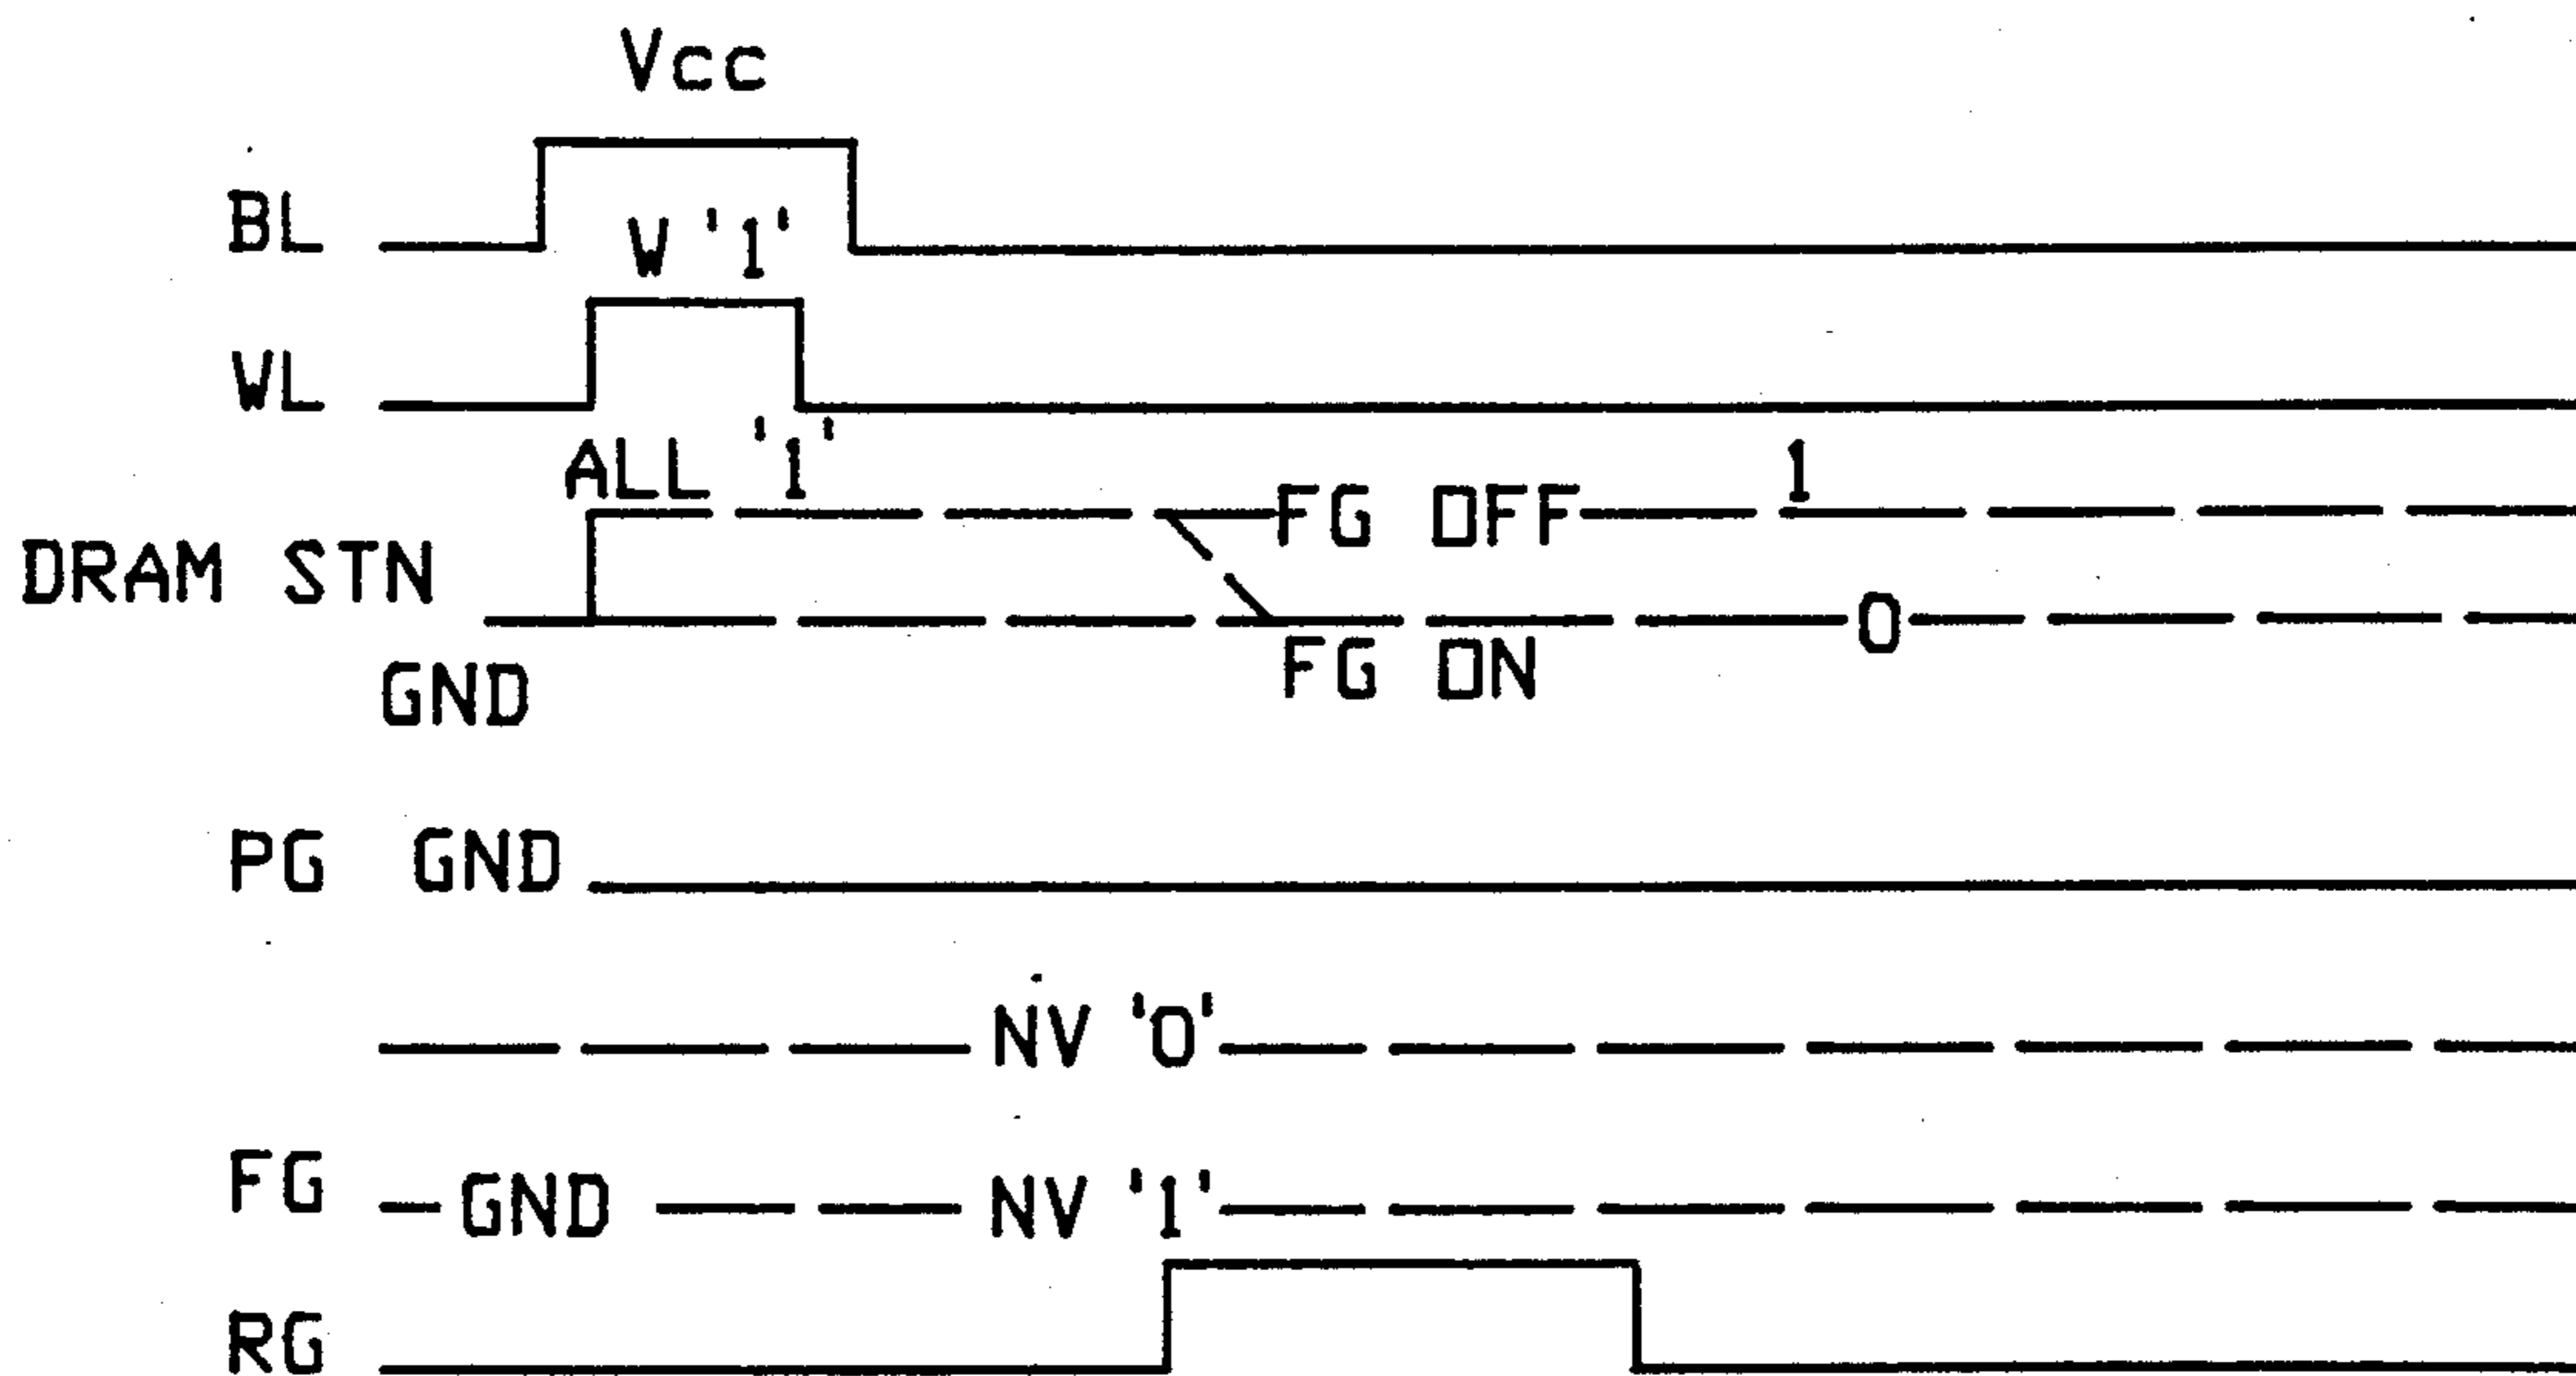 Vcc
BL
W '1'
WL
ALL '1'
FG OFF
1
DRAM STN
0
FG ON
GND
PG GND
NV '0'
FG
GND
NV '1'
RG